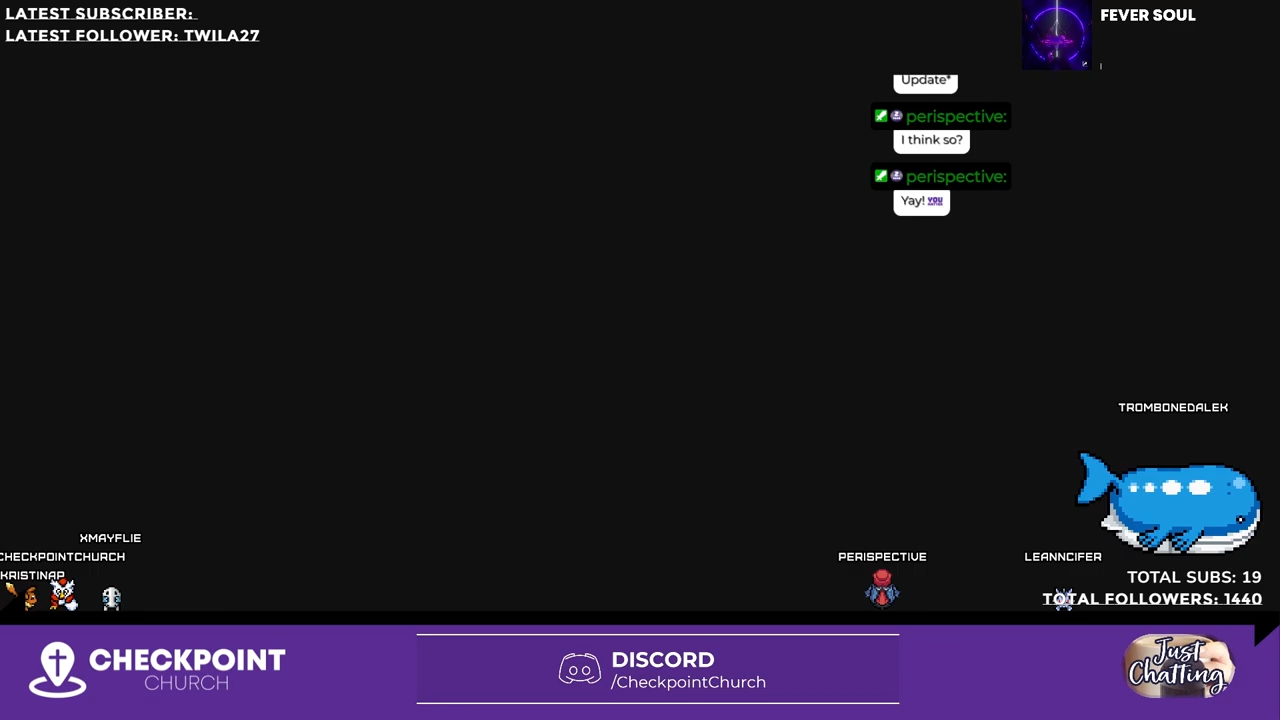 LATEST SUBSCRIBER:
LATEST FOLLOWER: TWILA27
FEVER SOUL
Update*
perispective:
I think so?
perispective:
Yay! YOU
TROMBONEDALEK
XMAYFLIE
CHECKPOINTCHURCH
KRISTINAP
PERISPECTIVE
LEANNCIFER
TOTAL SUBS: 19
TOTAL FOLLOWERS: 1440
CHECKPOINT
CHURCH
DISCORD
/CheckpointChurch
Just
Chatting